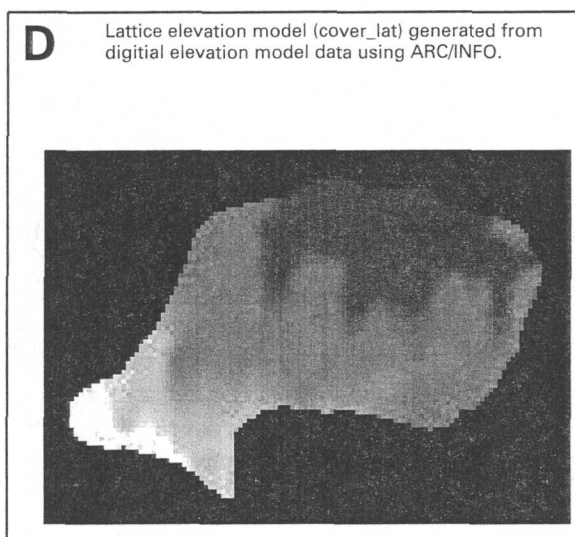 D
Lattice elevation model (cover_lat) generated from
digitial elevation model data using ARC/INFO.